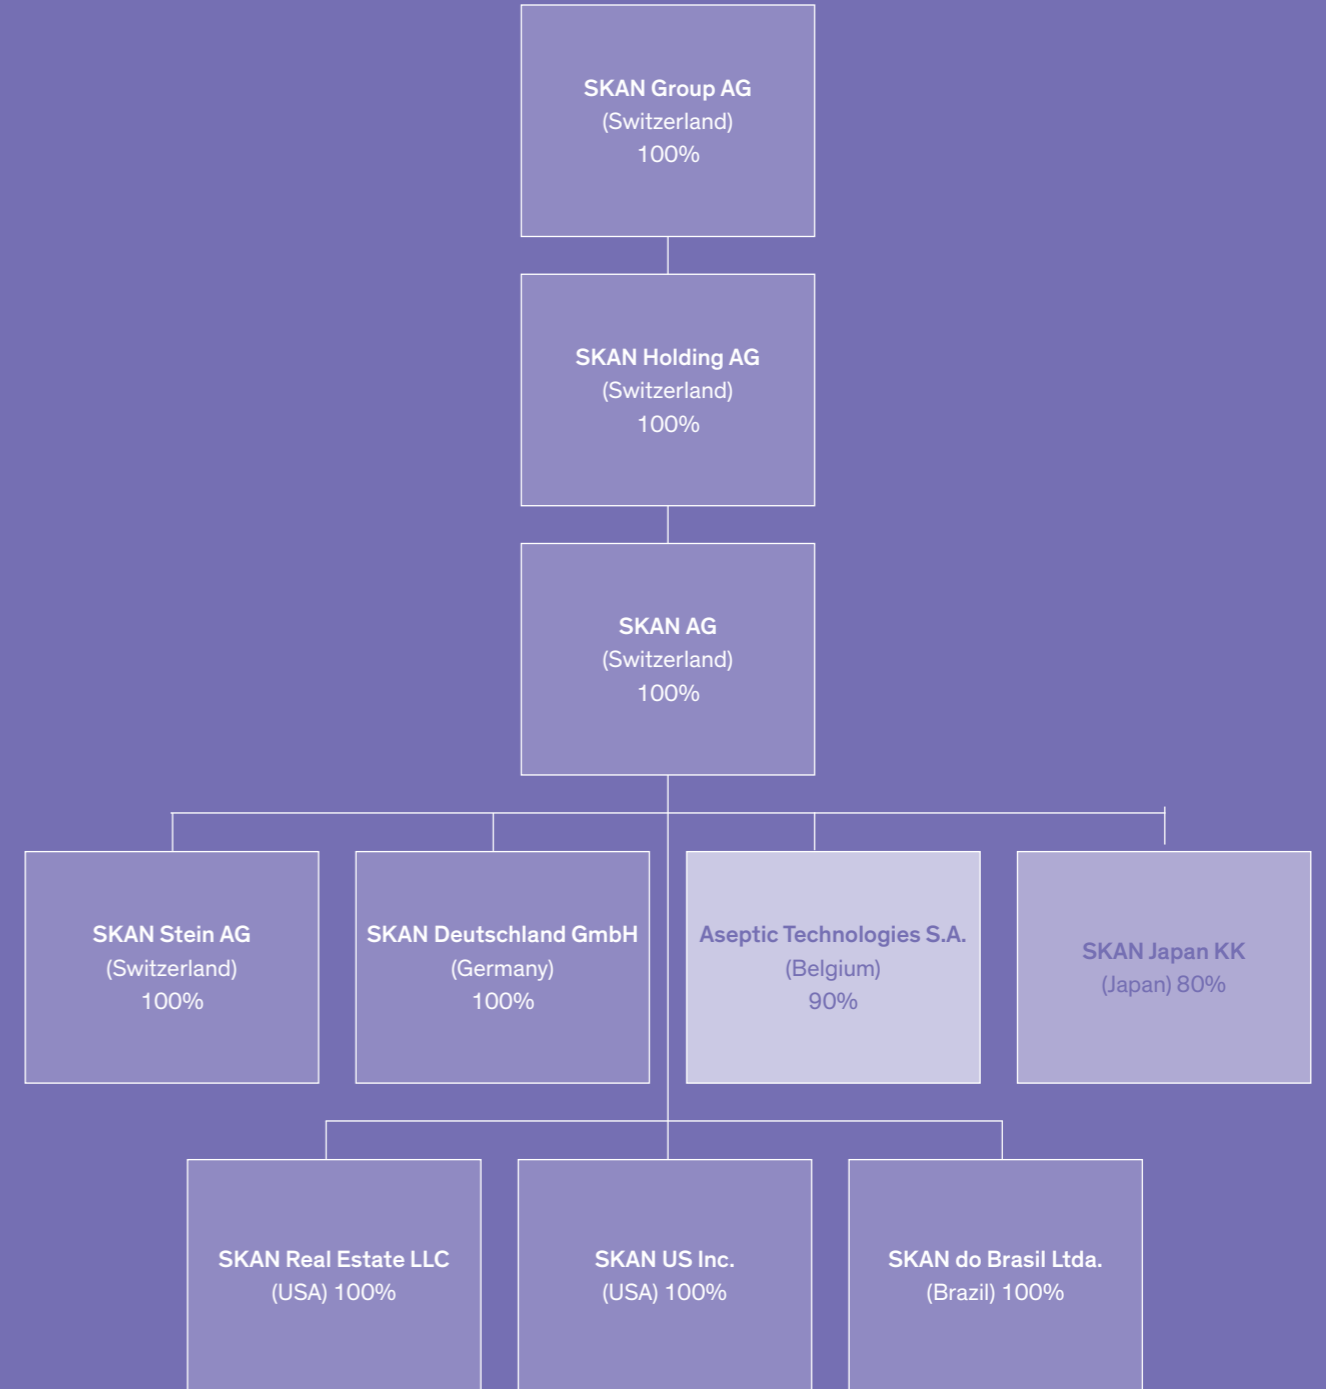 SKAN Group AG
(Switzerland)
100%
SKAN Holding AG
(Switzerland)
100%
SKAN AG
(Switzerland)
100%
SKAN Stein AG
(Switzerland)
100%
SKAN Deutschland GmbH
(Germany)
100%
Aseptic Technologies S.A.
(Belgium)
90%
SKAN Japan KK
(Japan) 80%
SKAN Real Estate LLC
(USA) 100%
SKAN US Inc.
(USA) 100%
SKAN do Brasil Ltda.
(Brazil) 100%